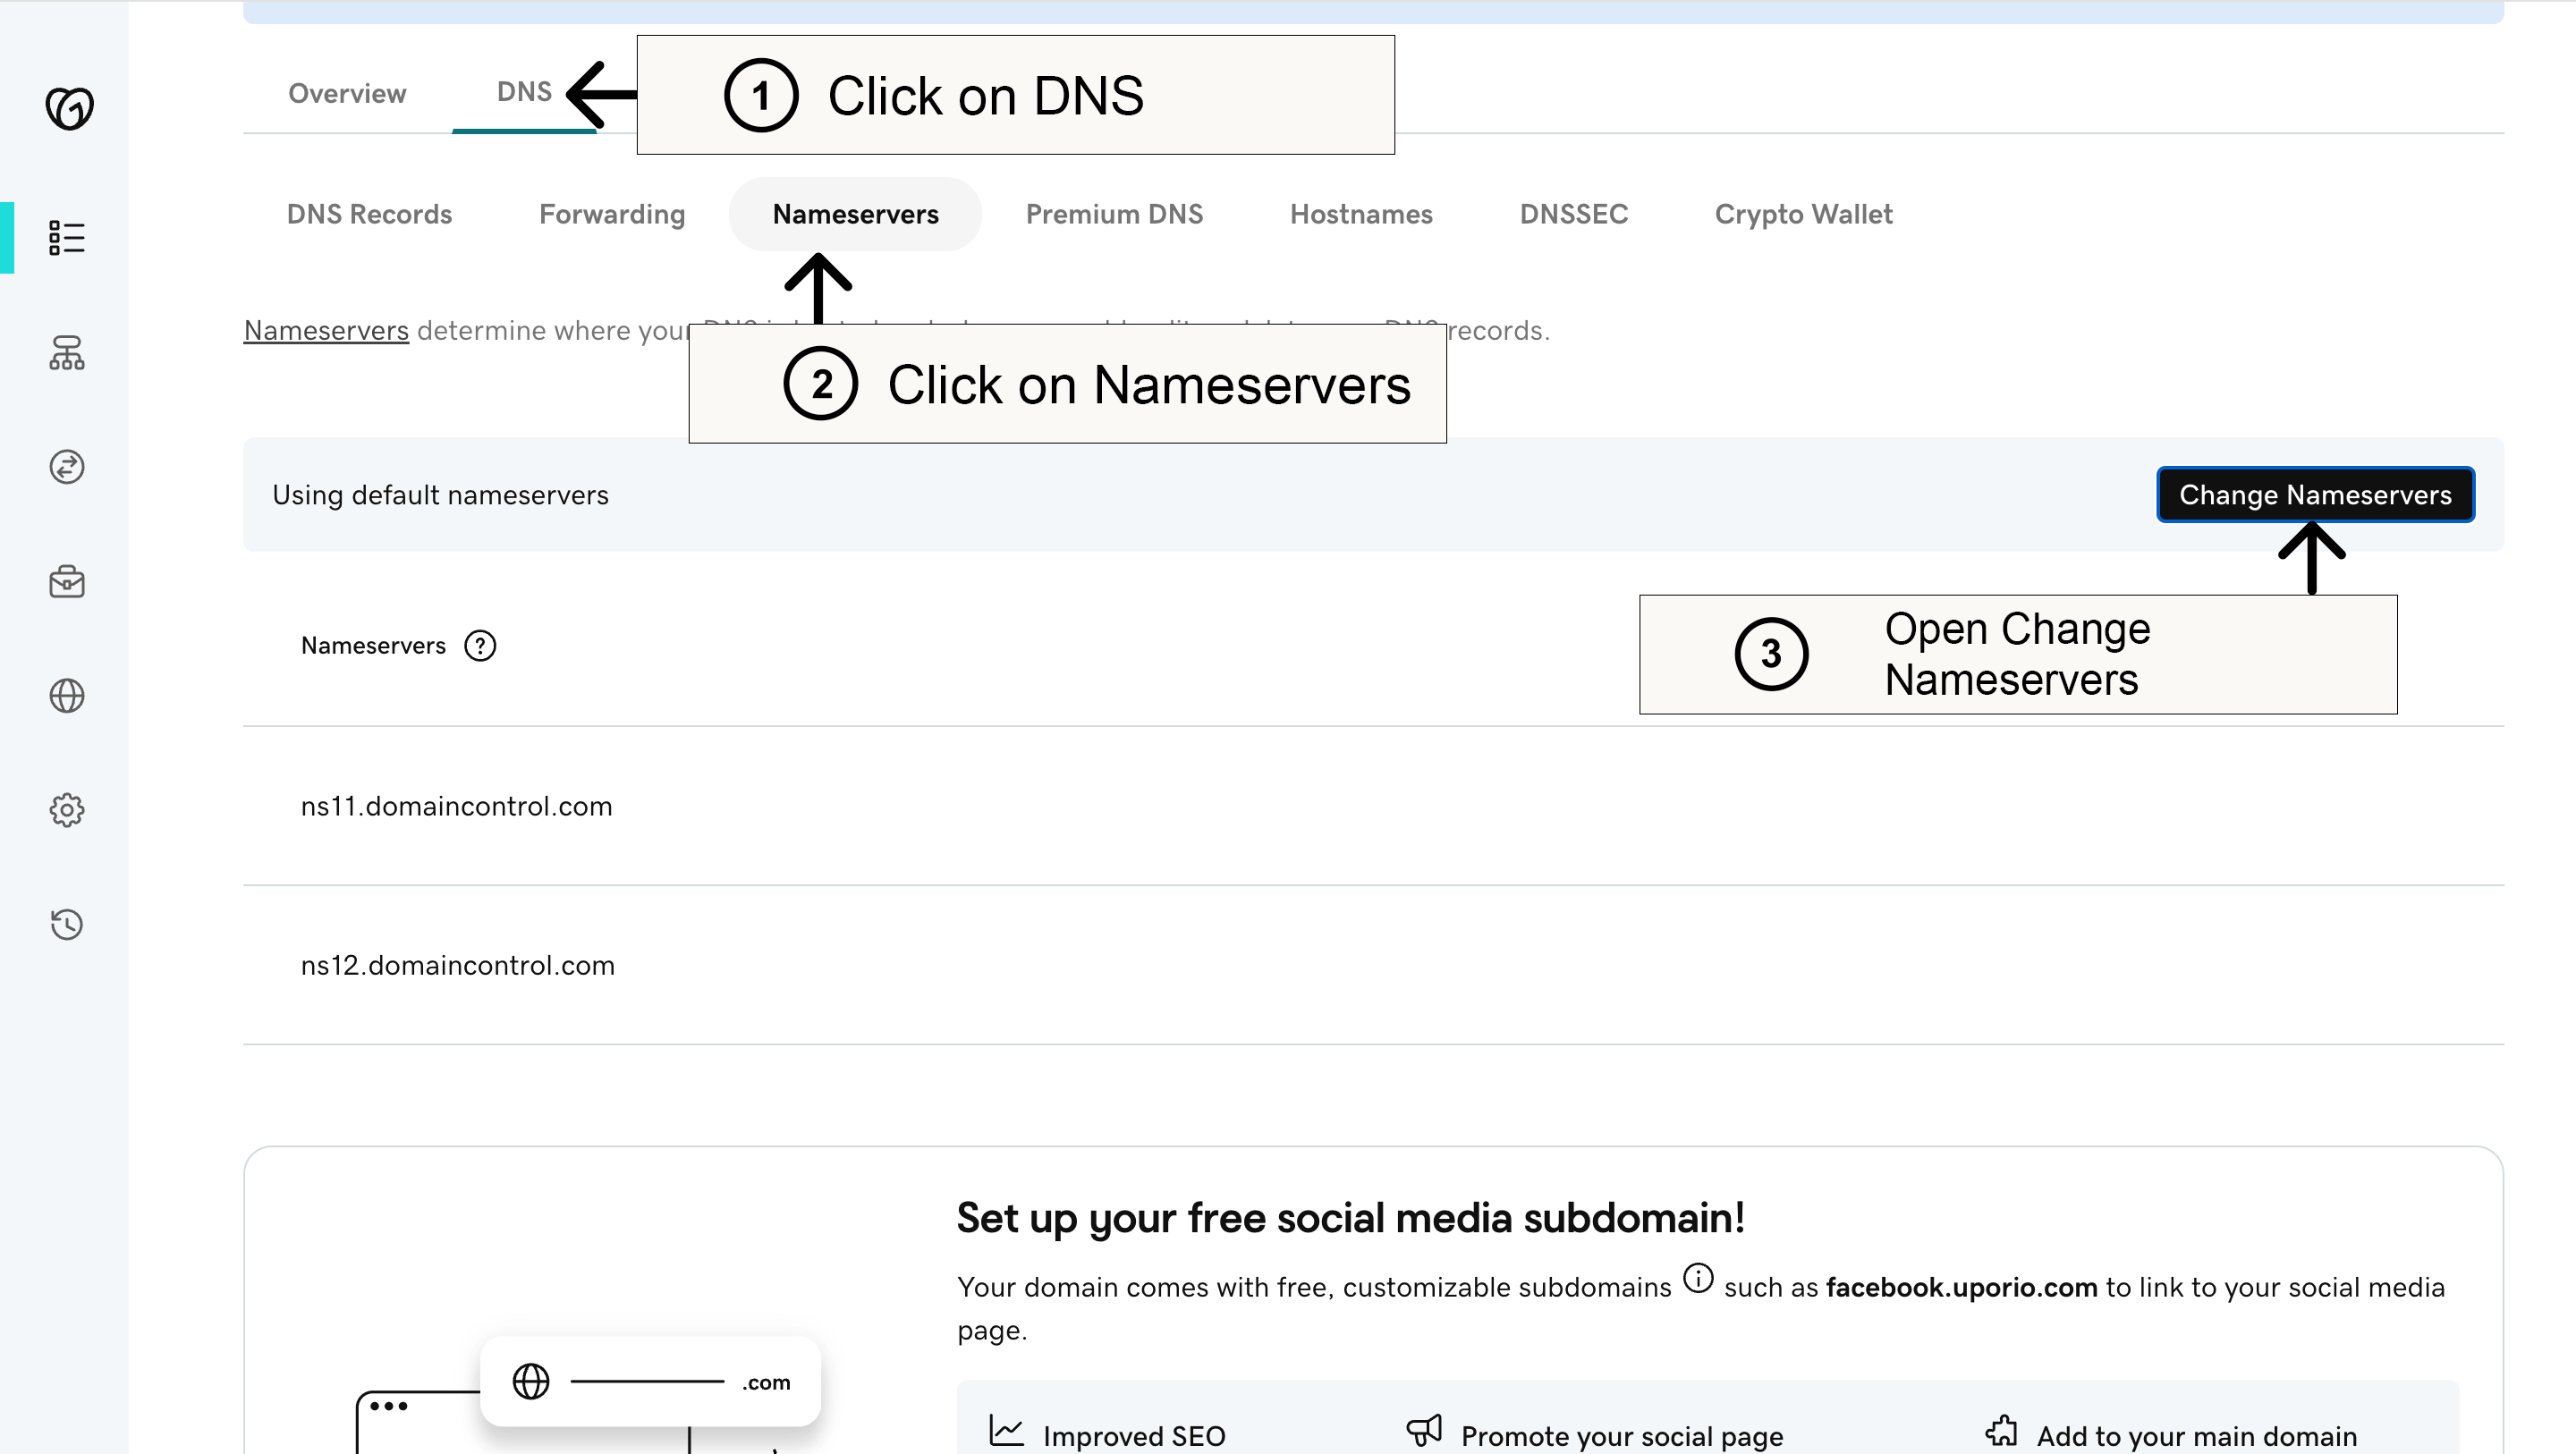 Overview
DNS
1 Click on DNS
DNS Records
Forwarding
Nameservers
Premium DNS
Hostnames
DNSSEC
Crypto Wallet
Nameservers determine where your records.
2 Click on Nameservers
Using default nameservers
Change Nameservers
3 Open Change
Nameservers
Nameservers ?
ns11.domaincontrol.com
ns12.domaincontrol.com
Set up your free social media subdomain!
Your domain comes with free, customizable subdomains such as facebook.uporio.com to link to your social media
page.
.com
Improved SEO
Promote your social page
Add to your main domain